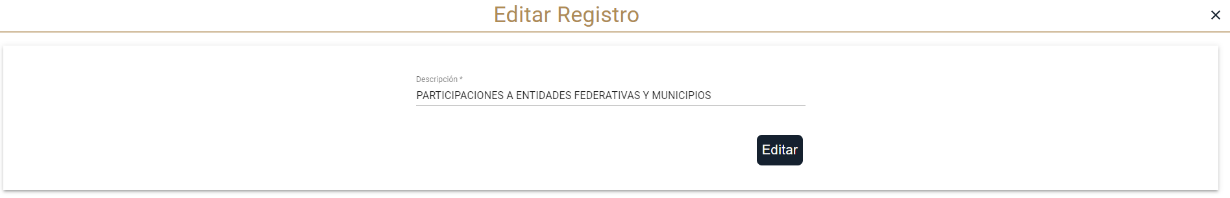 Editar Registro
×
Descripción *
PARTICIPACIONES A ENTIDADES FEDERATIVAS Y MUNICIPIOS
Editar